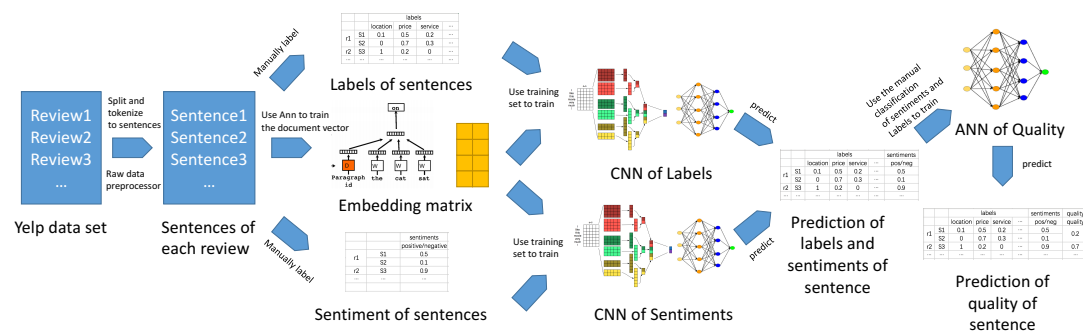 Review1
Review2
Review3
...
Yelp data set
Split and
tokenize
to sentences
Raw data
preprocessor
Sentence1
Sentence2
Sentence3
...
Sentences of
each review
Manually label
Use Ann to train
the document vector
Manually label
labels
location price service ...
r1 S1 0.1 0.5 0.2 ...
S2 0 0.7 0.3
r2 S3 1 0.2 0 ...
... ... ... ... ... ...
Labels of sentences
on
D W W W
Paragraph the cat sat
id
Embedding matrix
sentiments
positive/negative
r1 S1 0.5
S2 0.1
r2 S3 0.9
... ... ...
Sentiment of sentences
Use training
set to train
Use training
set to train
CNN of Labels
CNN of Sentiments
predict
predict
labels sentiments
location price service ... pos/neg
r1 S1 0.1 0.5 0.2 ... 0.5
S2 0 0.7 0.3 ... 0.1
r2 S3 1 0.2 0 ... 0.9
... ... ... ... ... ...
Prediction of
labels and
sentiments of
sentence
Use the manual
classification
of sentiments and
Labels to train
ANN of Quality
predict
labels sentiments quality
location price service ... pos/neg quality
r1 S1 0.1 0.5 0.2 ... 0.5 0.2
S2 0 0.7 0.3 ... 0.1
r2 S3 1 0.2 0 ... 0.9 0.7
... ... ... ... ... ... ...
Prediction of
quality of
sentence